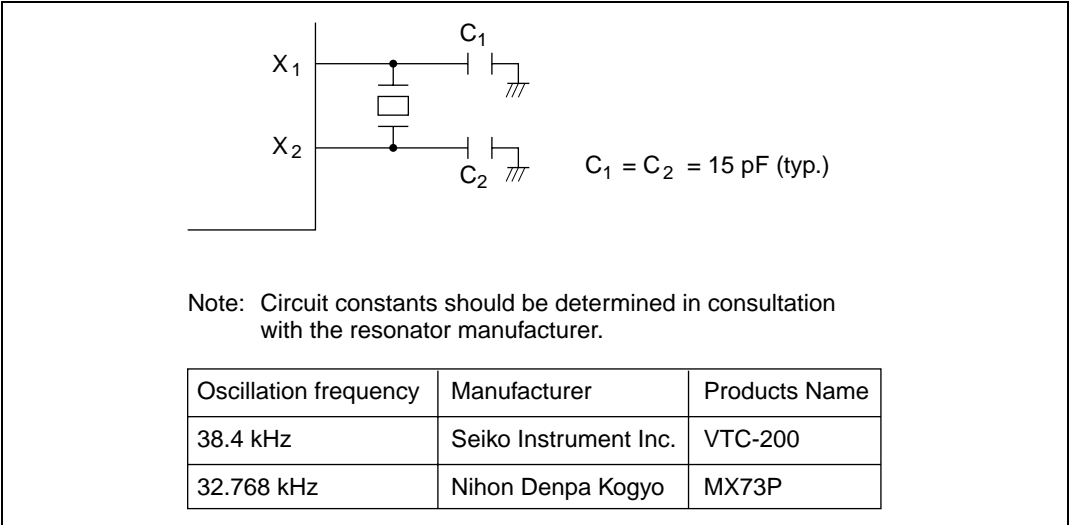 C1
X1
X2
C2
C1 = C2 = 15 pF (typ.)
Note: Circuit constants should be determined in consultation
with the resonator manufacturer.
Oscillation frequency Manufacturer Products Name
38.4 kHz Seiko Instrument Inc. VTC-200
32.768 kHz Nihon Denpa Kogyo MX73P